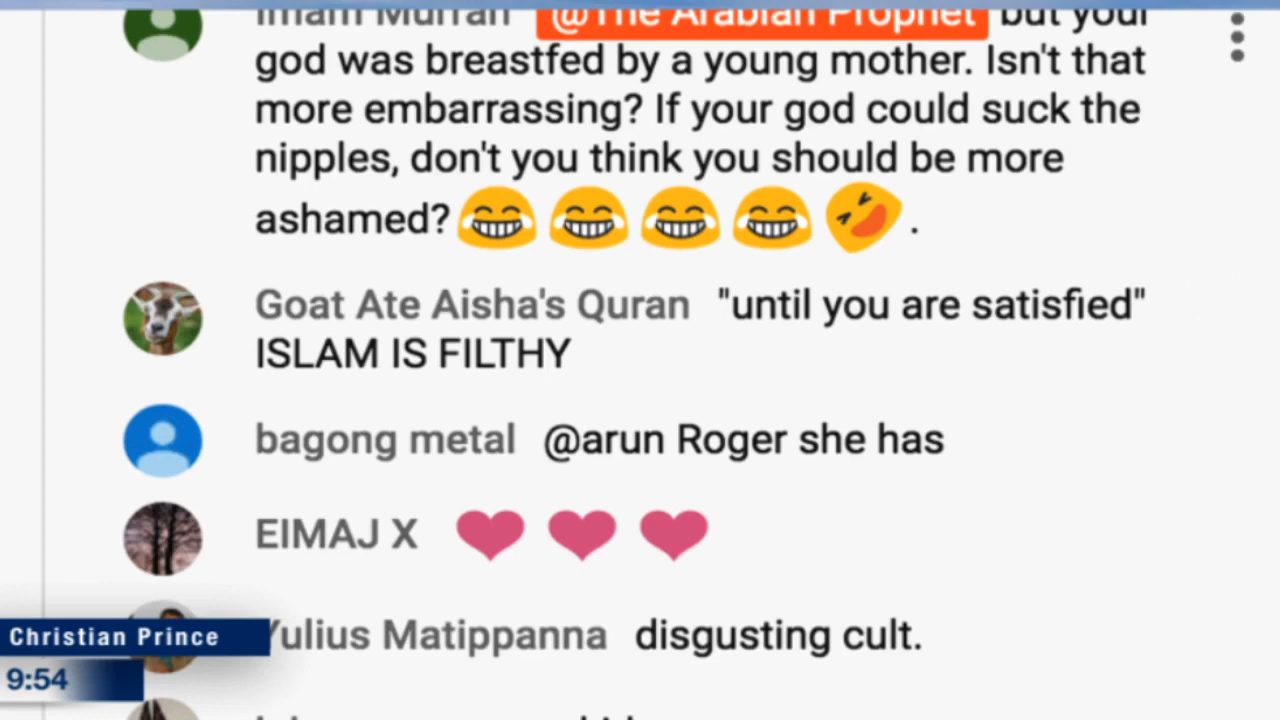 Imam Murrah @The Arabian Prophet but your
god was breastfed by a young mother. Isn't that
more embarrassing? If your god could suck the
nipples, don't you think you should be more
ashamed? 😂😂😂😂🤣.
Goat Ate Aisha's Quran "until you are satisfied"
ISLAM IS FILTHY
bagong metal @arun Roger she has
EIMAJ X ❤❤❤
Yulius Matippanna disgusting cult.
Christian Prince
9:54